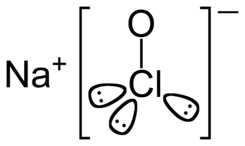 O
Na⁺ [ Cl ]⁻